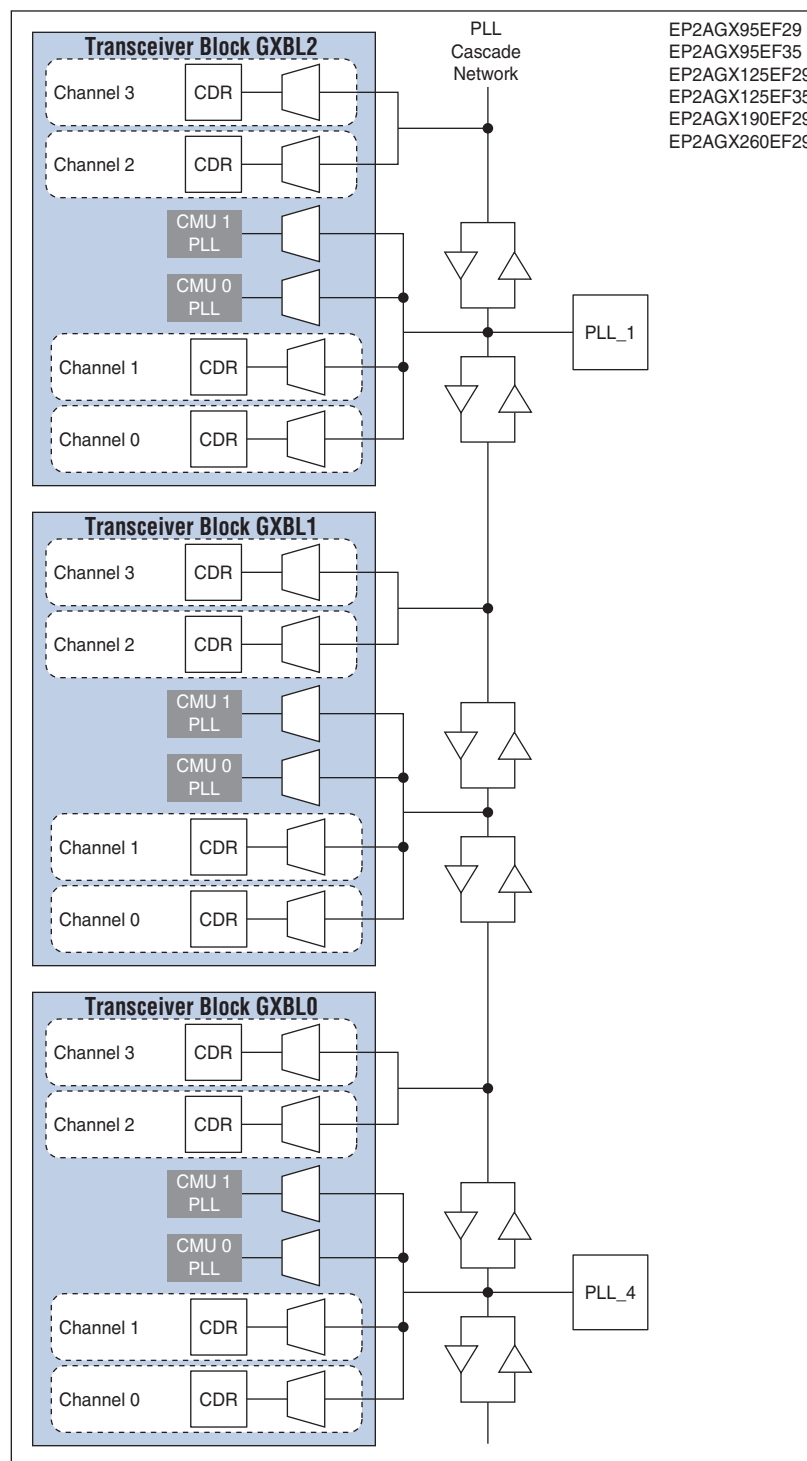 Transceiver Block GXBL2
Channel 3
CDR
Channel 2
CDR
CMU 1
PLL
CMU 0
PLL
Channel 1
CDR
Channel 0
CDR
Transceiver Block GXBL1
Channel 3
CDR
Channel 2
CDR
CMU 1
PLL
CMU 0
PLL
Channel 1
CDR
Channel 0
CDR
Transceiver Block GXBL0
Channel 3
CDR
Channel 2
CDR
CMU 1
PLL
CMU 0
PLL
Channel 1
CDR
Channel 0
CDR
PLL
Cascade
Network
PLL_1
PLL_4
EP2AGX95EF29
EP2AGX95EF35
EP2AGX125EF29
EP2AGX125EF35
EP2AGX190EF29
EP2AGX260EF29